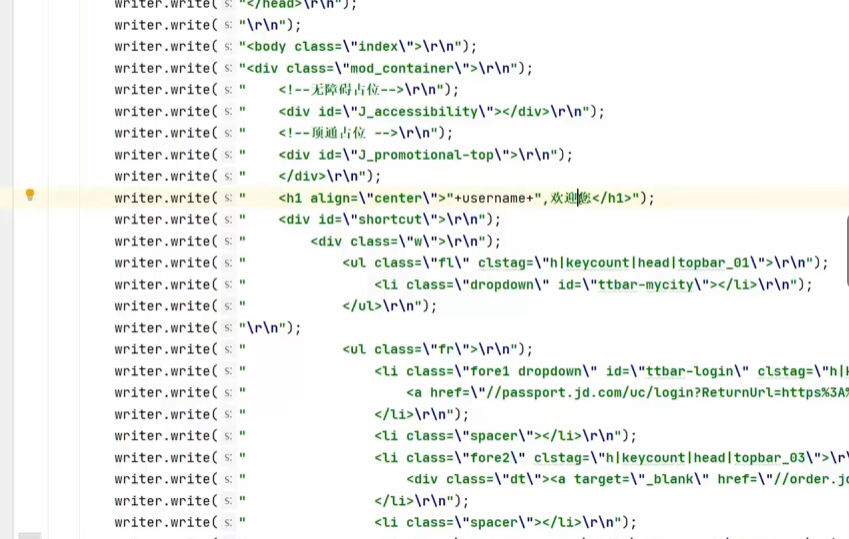 writer.write( s: "</head>\r\n");
writer.write( s: "\r\n");
writer.write( s: "<body class=\"index\">\r\n");
writer.write( s: "<div class=\"mod_container\">\r\n");
writer.write( s: "    <!--无障碍占位-->\r\n");
writer.write( s: "    <div id=\"J_accessibility\"></div>\r\n");
writer.write( s: "    <!--顶通占位 -->\r\n");
writer.write( s: "    <div id=\"J_promotional-top\">\r\n");
writer.write( s: "    </div>\r\n");
writer.write( s: "    <h1 align=\"center\">"+username+",欢迎您</h1>");
writer.write( s: "    <div id=\"shortcut\">\r\n");
writer.write( s: "        <div class=\"w\">\r\n");
writer.write( s: "            <ul class=\"fl\" clstag=\"h|keycount|head|topbar_01\">\r\n");
writer.write( s: "                <li class=\"dropdown\" id=\"ttbar-mycity\"></li>\r\n");
writer.write( s: "            </ul>\r\n");
writer.write( s: "\r\n");
writer.write( s: "            <ul class=\"fr\">\r\n");
writer.write( s: "                <li class=\"fore1 dropdown\" id=\"ttbar-login\" clstag=\"h|
writer.write( s: "                    <a href=\"//passport.jd.com/uc/login?ReturnUrl=https%3A%
writer.write( s: "                </li>\r\n");
writer.write( s: "                <li class=\"spacer\"></li>\r\n");
writer.write( s: "                <li class=\"fore2\" clstag=\"h|keycount|head|topbar_03\">\r\
writer.write( s: "                    <div class=\"dt\"><a target=\"_blank\" href=\"//order.jd
writer.write( s: "                </li>\r\n");
writer.write( s: "                <li class=\"spacer\"></li>\r\n");